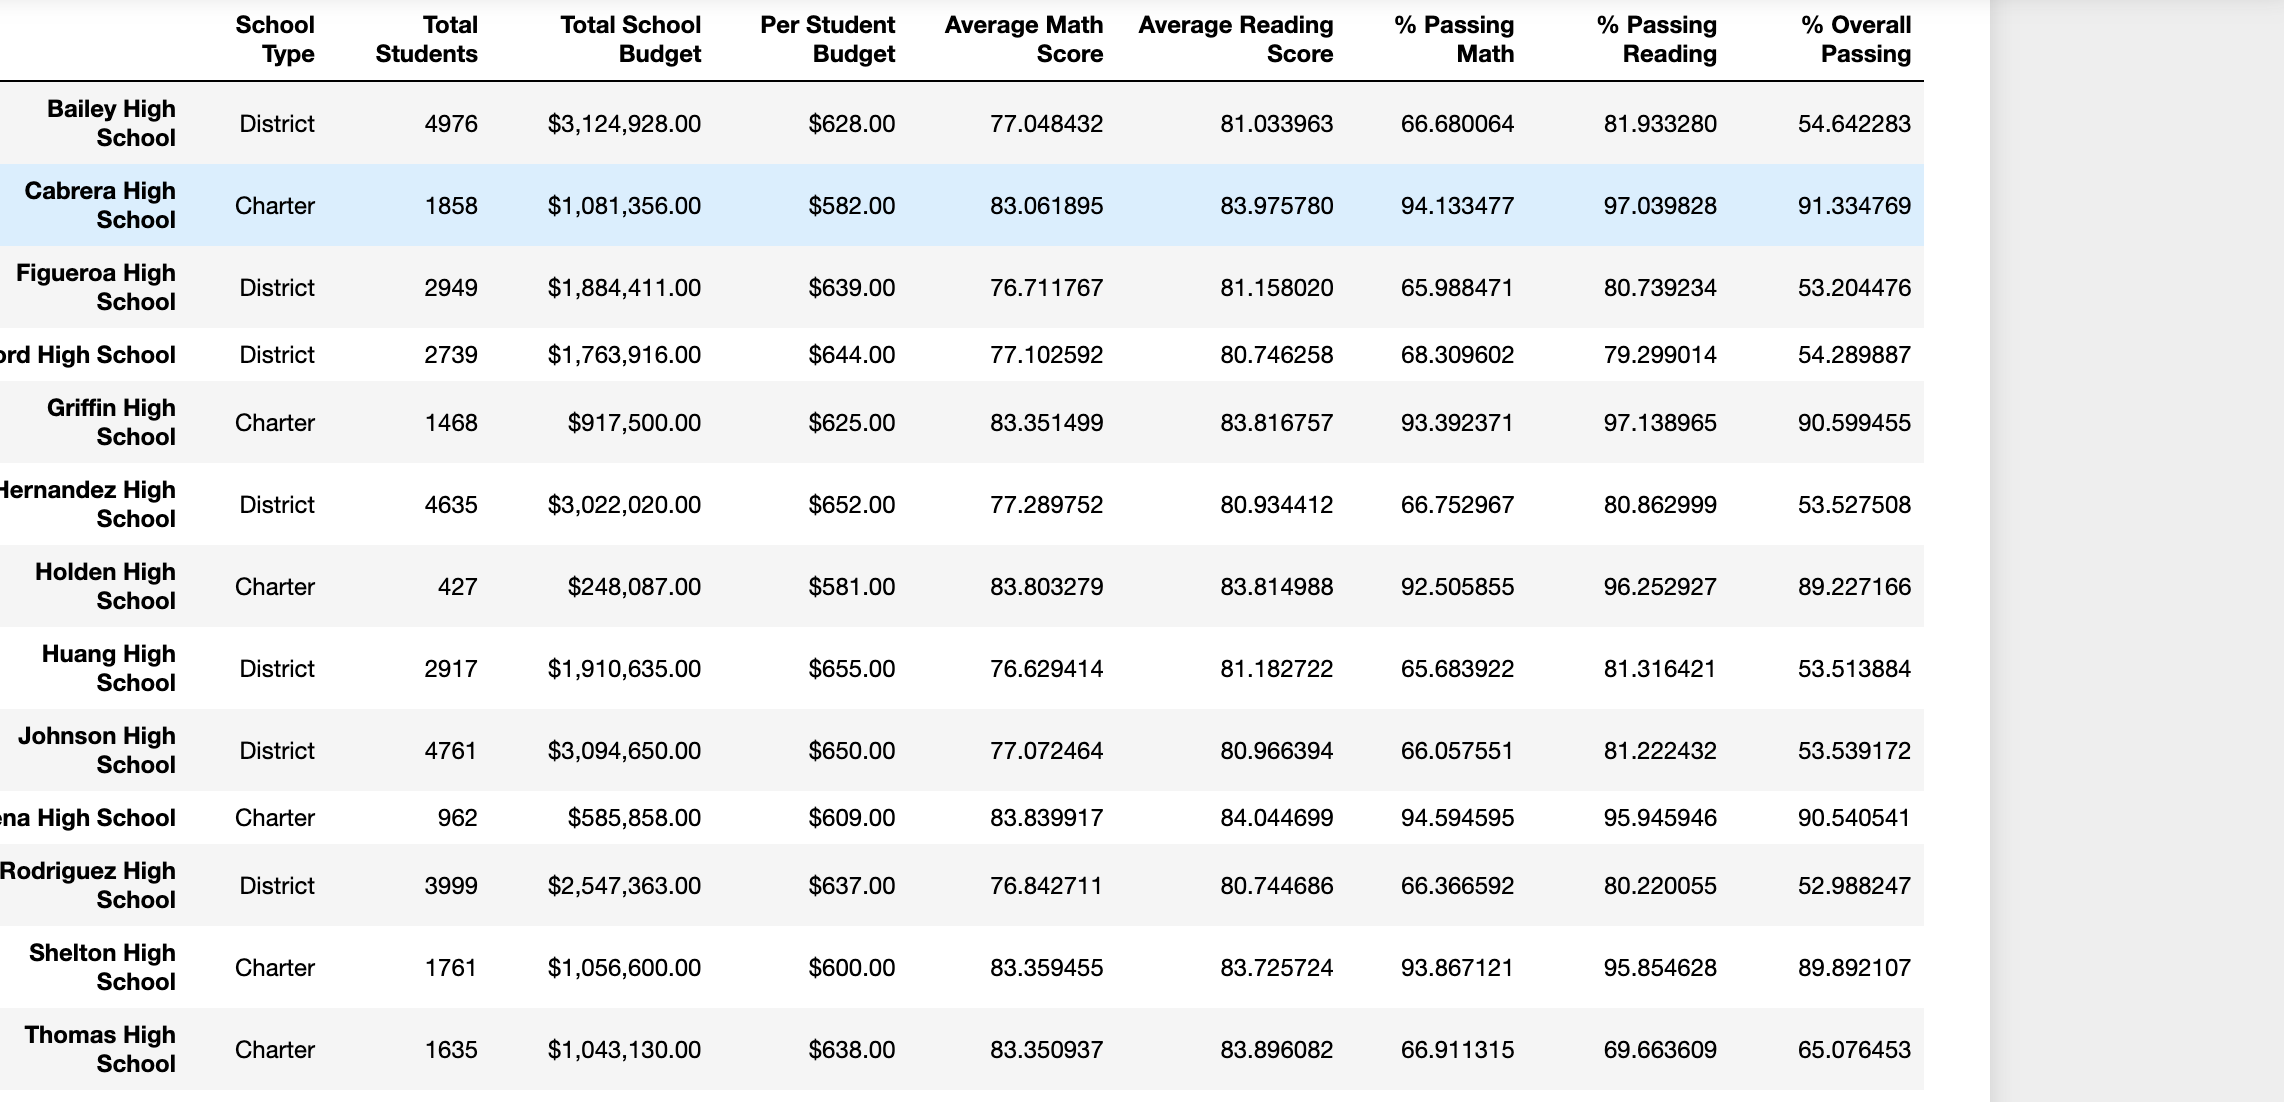 School Type Total Students Total School Budget Per Student Budget Average Math Score Average Reading Score % Passing Math % Passing Reading % Overall Passing
Bailey High School District 4976 $3,124,928.00 $628.00 77.048432 81.033963 66.680064 81.933280 54.642283
Cabrera High School Charter 1858 $1,081,356.00 $582.00 83.061895 83.975780 94.133477 97.039828 91.334769
Figueroa High School District 2949 $1,884,411.00 $639.00 76.711767 81.158020 65.988471 80.739234 53.204476
ord High School District 2739 $1,763,916.00 $644.00 77.102592 80.746258 68.309602 79.299014 54.289887
Griffin High School Charter 1468 $917,500.00 $625.00 83.351499 83.816757 93.392371 97.138965 90.599455
Hernandez High School District 4635 $3,022,020.00 $652.00 77.289752 80.934412 66.752967 80.862999 53.527508
Holden High School Charter 427 $248,087.00 $581.00 83.803279 83.814988 92.505855 96.252927 89.227166
Huang High School District 2917 $1,910,635.00 $655.00 76.629414 81.182722 65.683922 81.316421 53.513884
Johnson High School District 4761 $3,094,650.00 $650.00 77.072464 80.966394 66.057551 81.222432 53.539172
ena High School Charter 962 $585,858.00 $609.00 83.839917 84.044699 94.594595 95.945946 90.540541
Rodriguez High School District 3999 $2,547,363.00 $637.00 76.842711 80.744686 66.366592 80.220055 52.988247
Shelton High School Charter 1761 $1,056,600.00 $600.00 83.359455 83.725724 93.867121 95.854628 89.892107
Thomas High School Charter 1635 $1,043,130.00 $638.00 83.350937 83.896082 66.911315 69.663609 65.076453